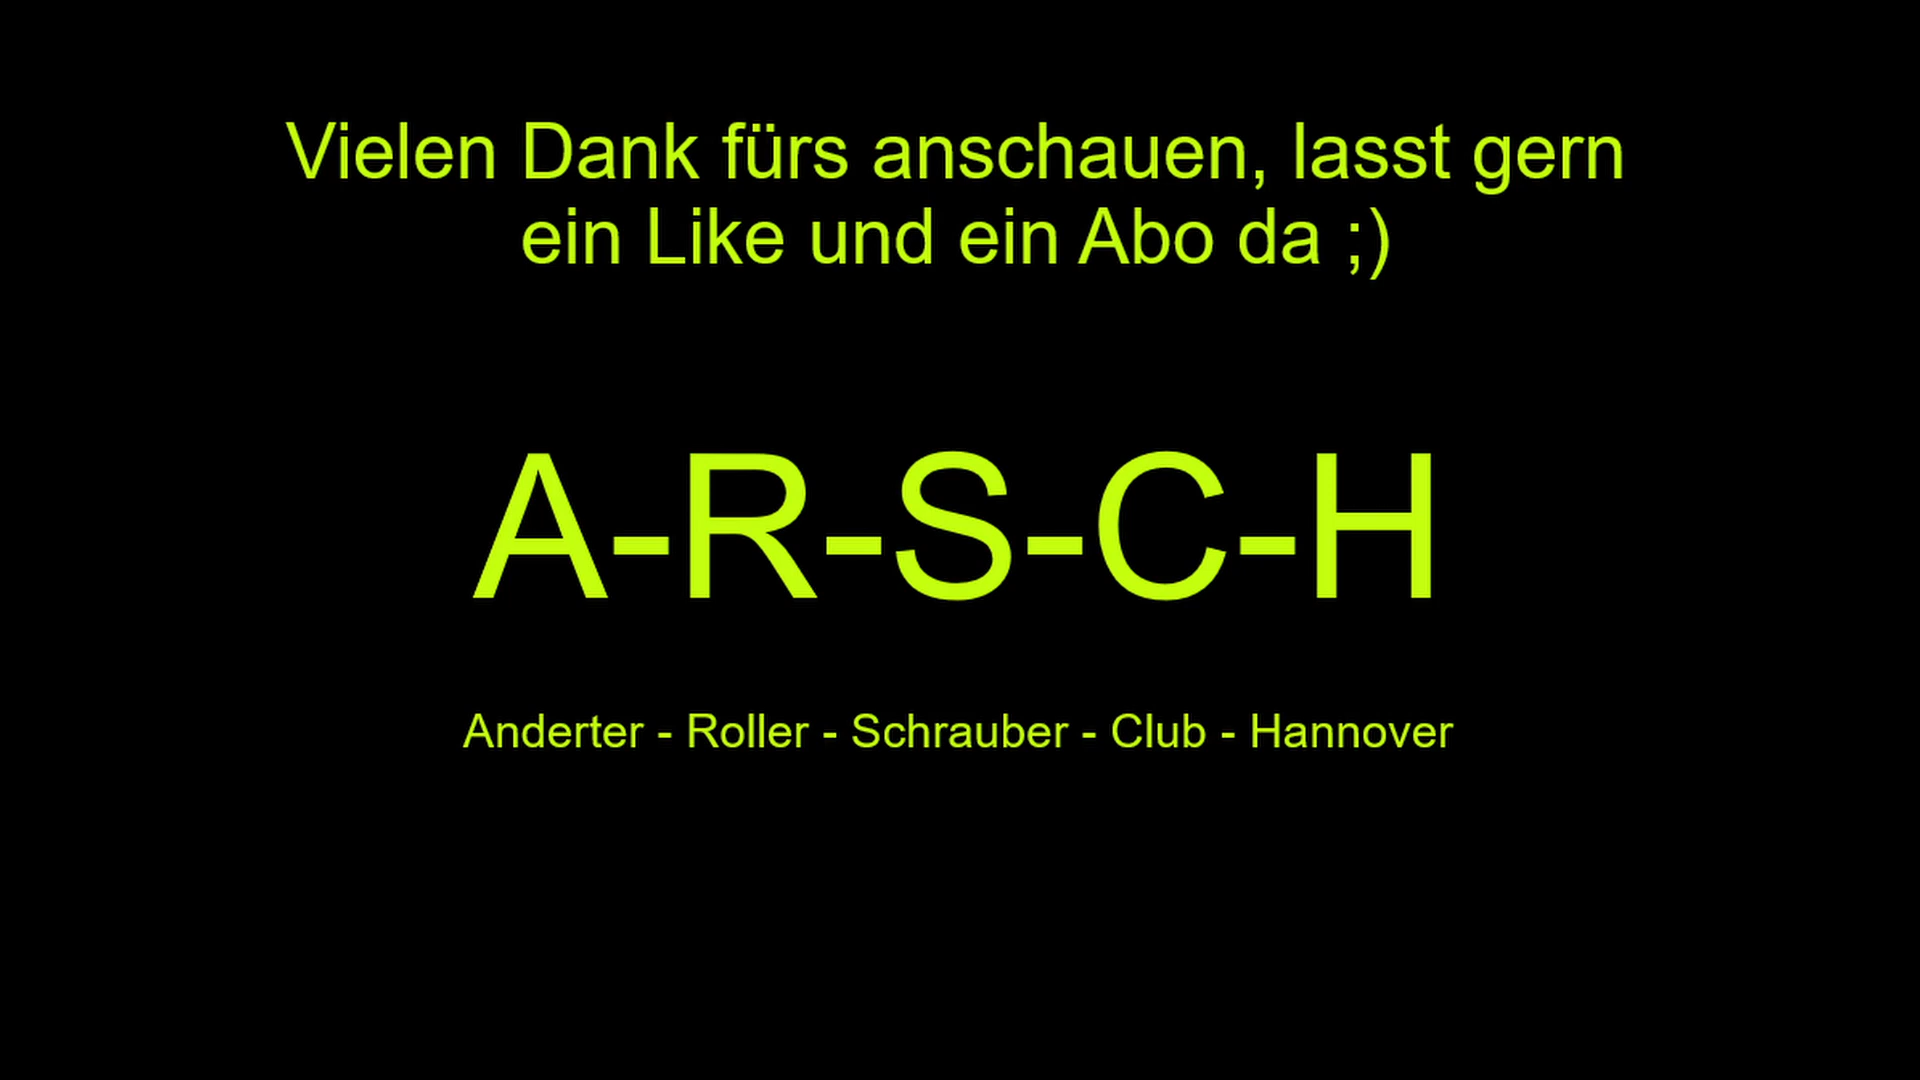 Vielen Dank fürs anschauen, lasst gern
ein Like und ein Abo da ;)
A-R-S-C-H
Anderter - Roller - Schrauber - Club - Hannover